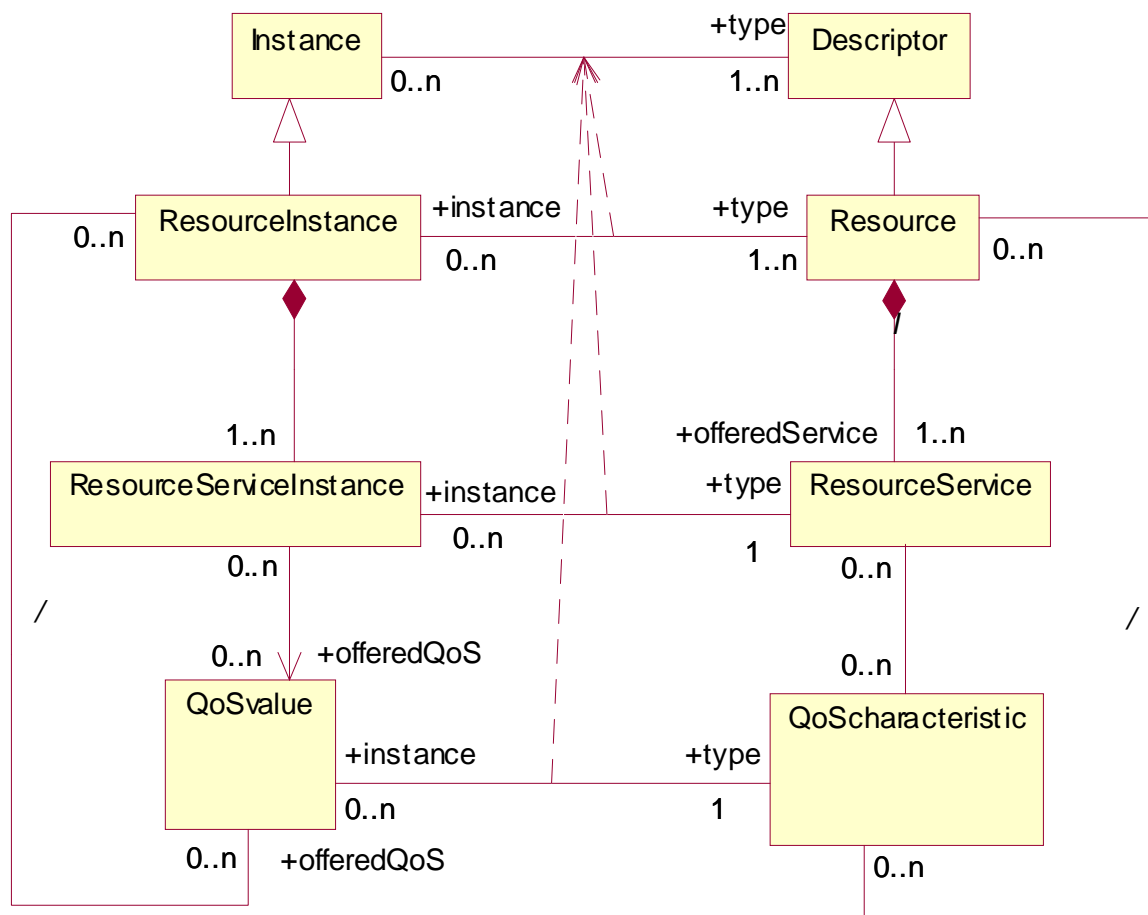 Instance
+type
Descriptor
0..n
1..n
ResourceInstance
+instance
+type
Resource
0..n
0..n
1..n
0..n
/
1..n
+offeredService
1..n
ResourceServiceInstance
+instance
+type
ResourceService
0..n
1
0..n
0..n
/
/
0..n
+offeredQoS
0..n
QoSvalue
QoScharacteristic
+instance
+type
0..n
1
0..n
+offeredQoS
0..n